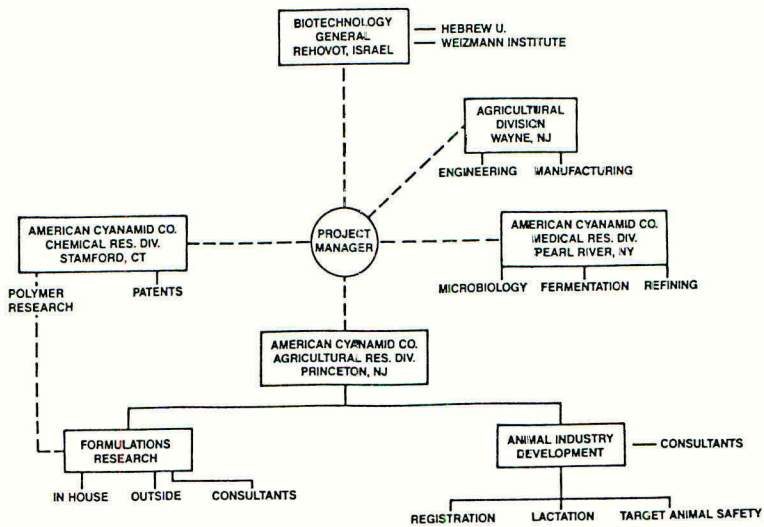 BIOTECHNOLOGY
GENERAL
REHOVOT, ISRAEL
HEBREW U.
WEIZMANN INSTITUTE
AGRICULTURAL
DIVISION
WAYNE, NJ
ENGINEERING
MANUFACTURING
PROJECT
MANAGER
AMERICAN CYANAMID CO.
CHEMICAL RES. DIV.
STAMFORD, CT
POLYMER
RESEARCH
PATENTS
AMERICAN CYANAMID CO.
MEDICAL RES. DIV.
PEARL RIVER, NY
MICROBIOLOGY
FERMENTATION
REFINING
AMERICAN CYANAMID CO.
AGRICULTURAL RES. DIV.
PRINCETON, NJ
FORMULATIONS
RESEARCH
IN HOUSE
OUTSIDE
CONSULTANTS
ANIMAL INDUSTRY
DEVELOPMENT
CONSULTANTS
REGISTRATION
LACTATION
TARGET ANIMAL SAFETY